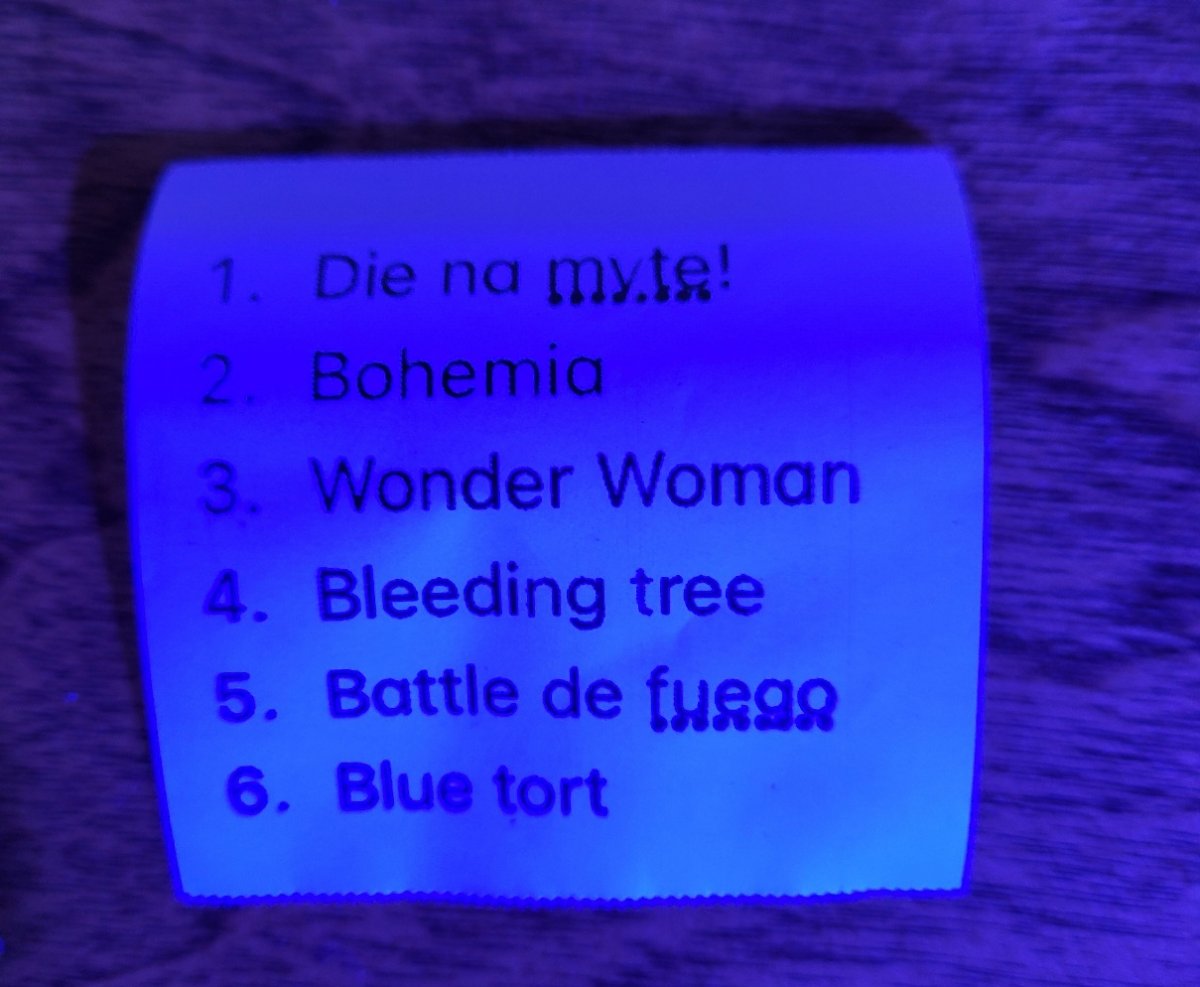 1. Die na myte!
2. Bohemia
3. Wonder Woman
4. Bleeding tree
5. Battle de fuego
6. Blue tort